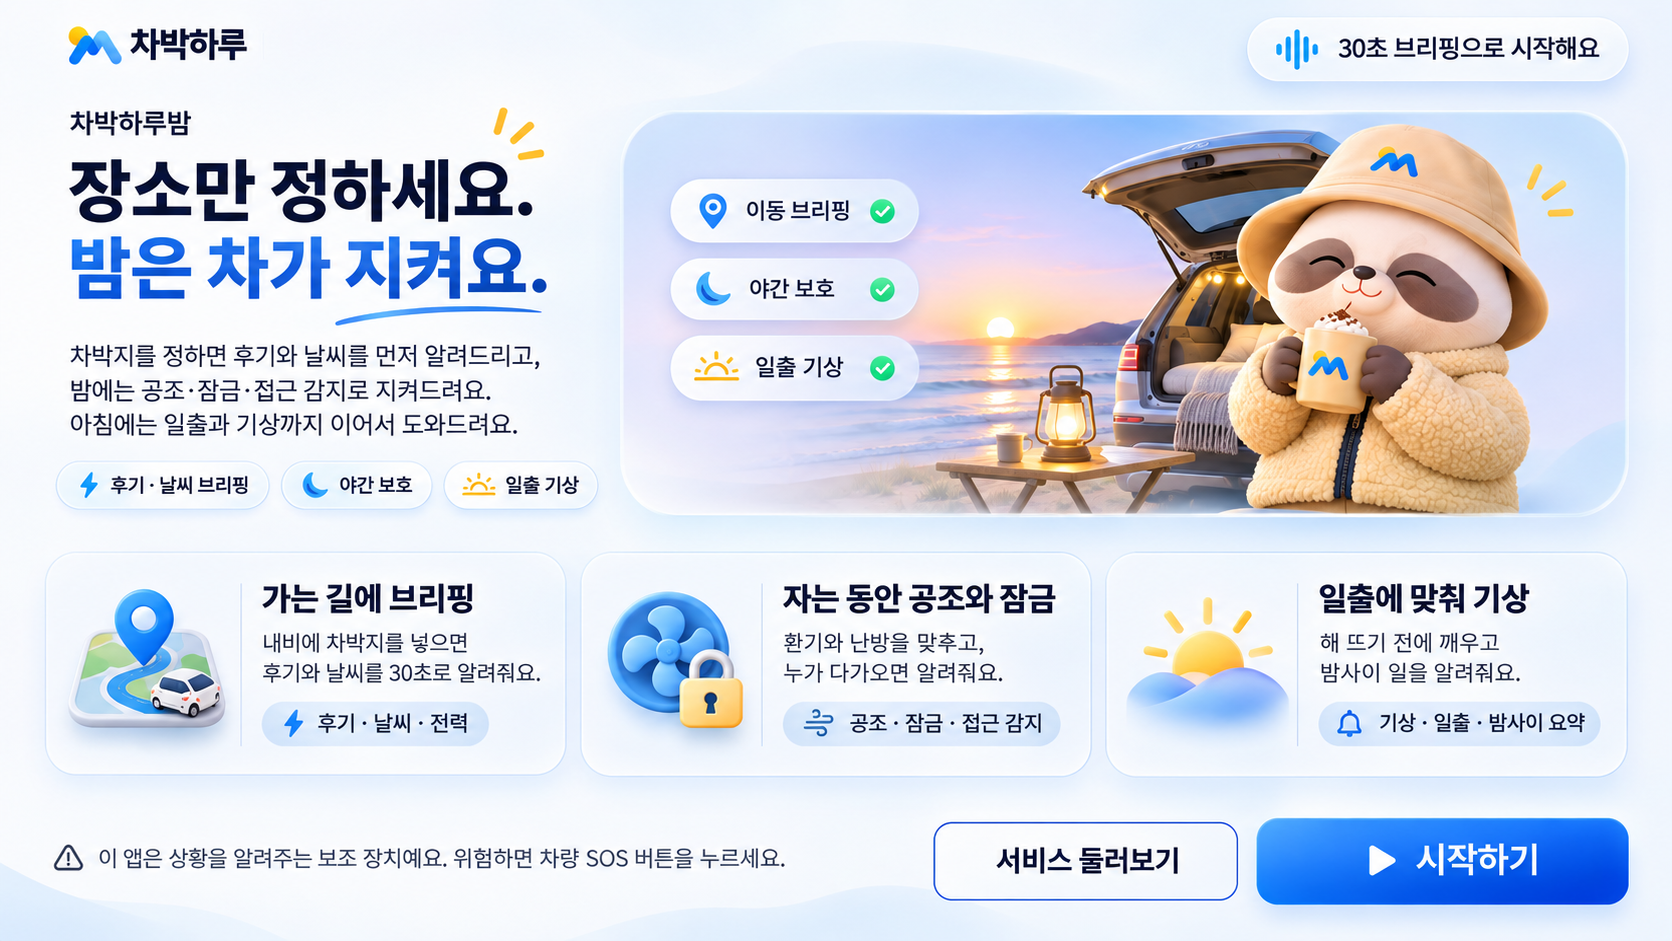 차박하루
30초 브리핑으로 시작해요
차박하루밤
장소만 정하세요.
밤은 차가 지켜요.
차박지를 정하면 후기와 날씨를 먼저 알려드리고,
밤에는 공조·잠금·접근 감지로 지켜드려요.
아침에는 일출과 기상까지 이어서 도와드려요.
후기·날씨 브리핑
야간 보호
일출 기상
이동 브리핑
야간 보호
일출 기상
가는 길에 브리핑
내비에 차박지를 넣으면
후기와 날씨를 30초로 알려줘요.
후기·날씨·전력
자는 동안 공조와 잠금
환기와 난방을 맞추고,
누가 다가오면 알려줘요.
공조·잠금·접근 감지
일출에 맞춰 기상
해 뜨기 전에 깨우고
밤사이 일을 알려줘요.
기상·일출·밤사이 요약
이 앱은 상황을 알려주는 보조 장치예요. 위험하면 차량 SOS 버튼을 누르세요.
서비스 둘러보기
시작하기